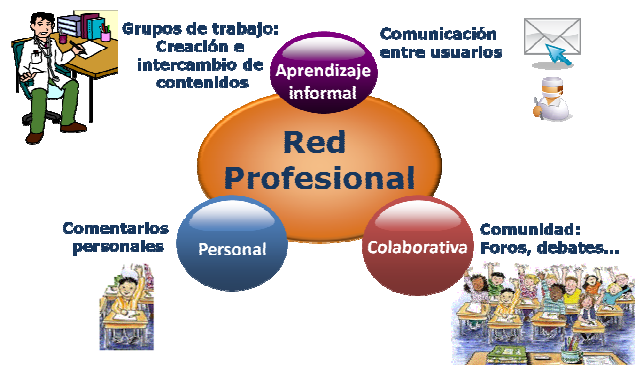 Grupos de trabajo:
Creación e
intercambio de
contenidos
Comunicación
entre usuarios
Aprendizaje
informal
Red
Profesional
Comentarios
personales
Personal
Colaborativa
Comunidad:
Foros, debates...